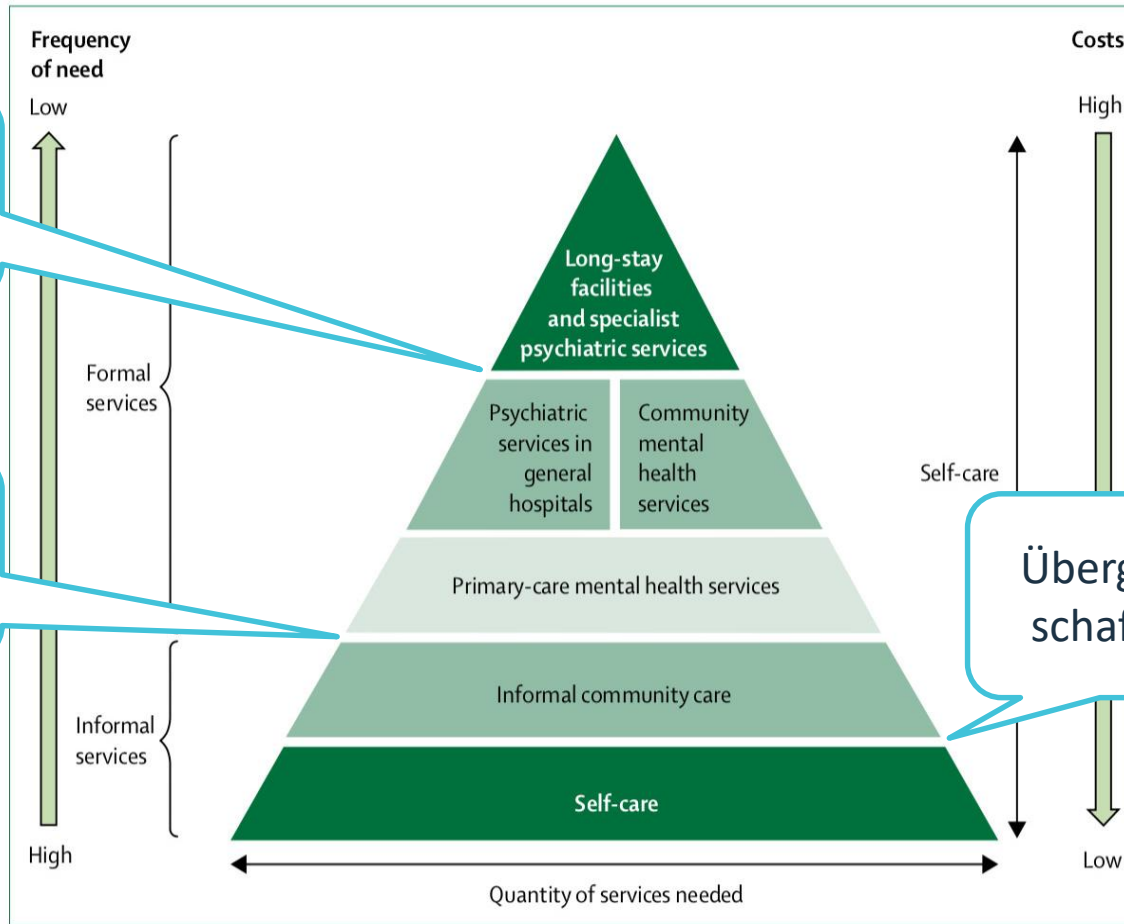 Frequency
of need
Low
Costs
High
Formal
services
Long-stay
facilities
and specialist
psychiatric services
Psychiatric
services in
general
hospitals
Community
mental
health
services
Self-care
Primary-care mental health services
Informal community care
Informal
services
Self-care
High
Low
Quantity of services needed